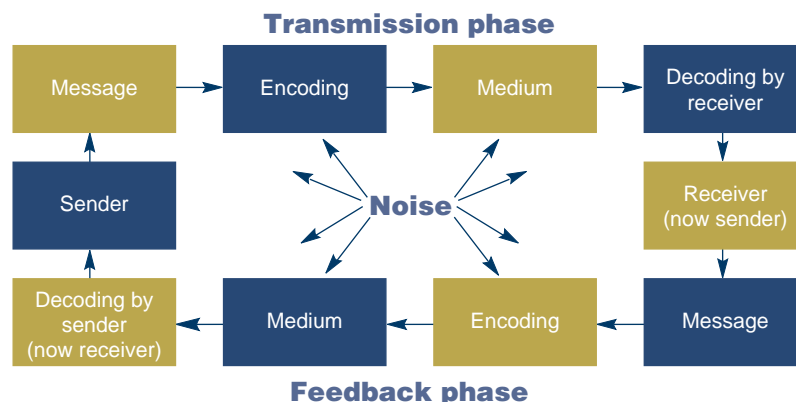 Transmission phase
Message
Encoding
Medium
Decoding by
receiver
Sender
Noise
Receiver
(now sender)
Decoding by
sender
(now receiver)
Medium
Encoding
Message
Feedback phase